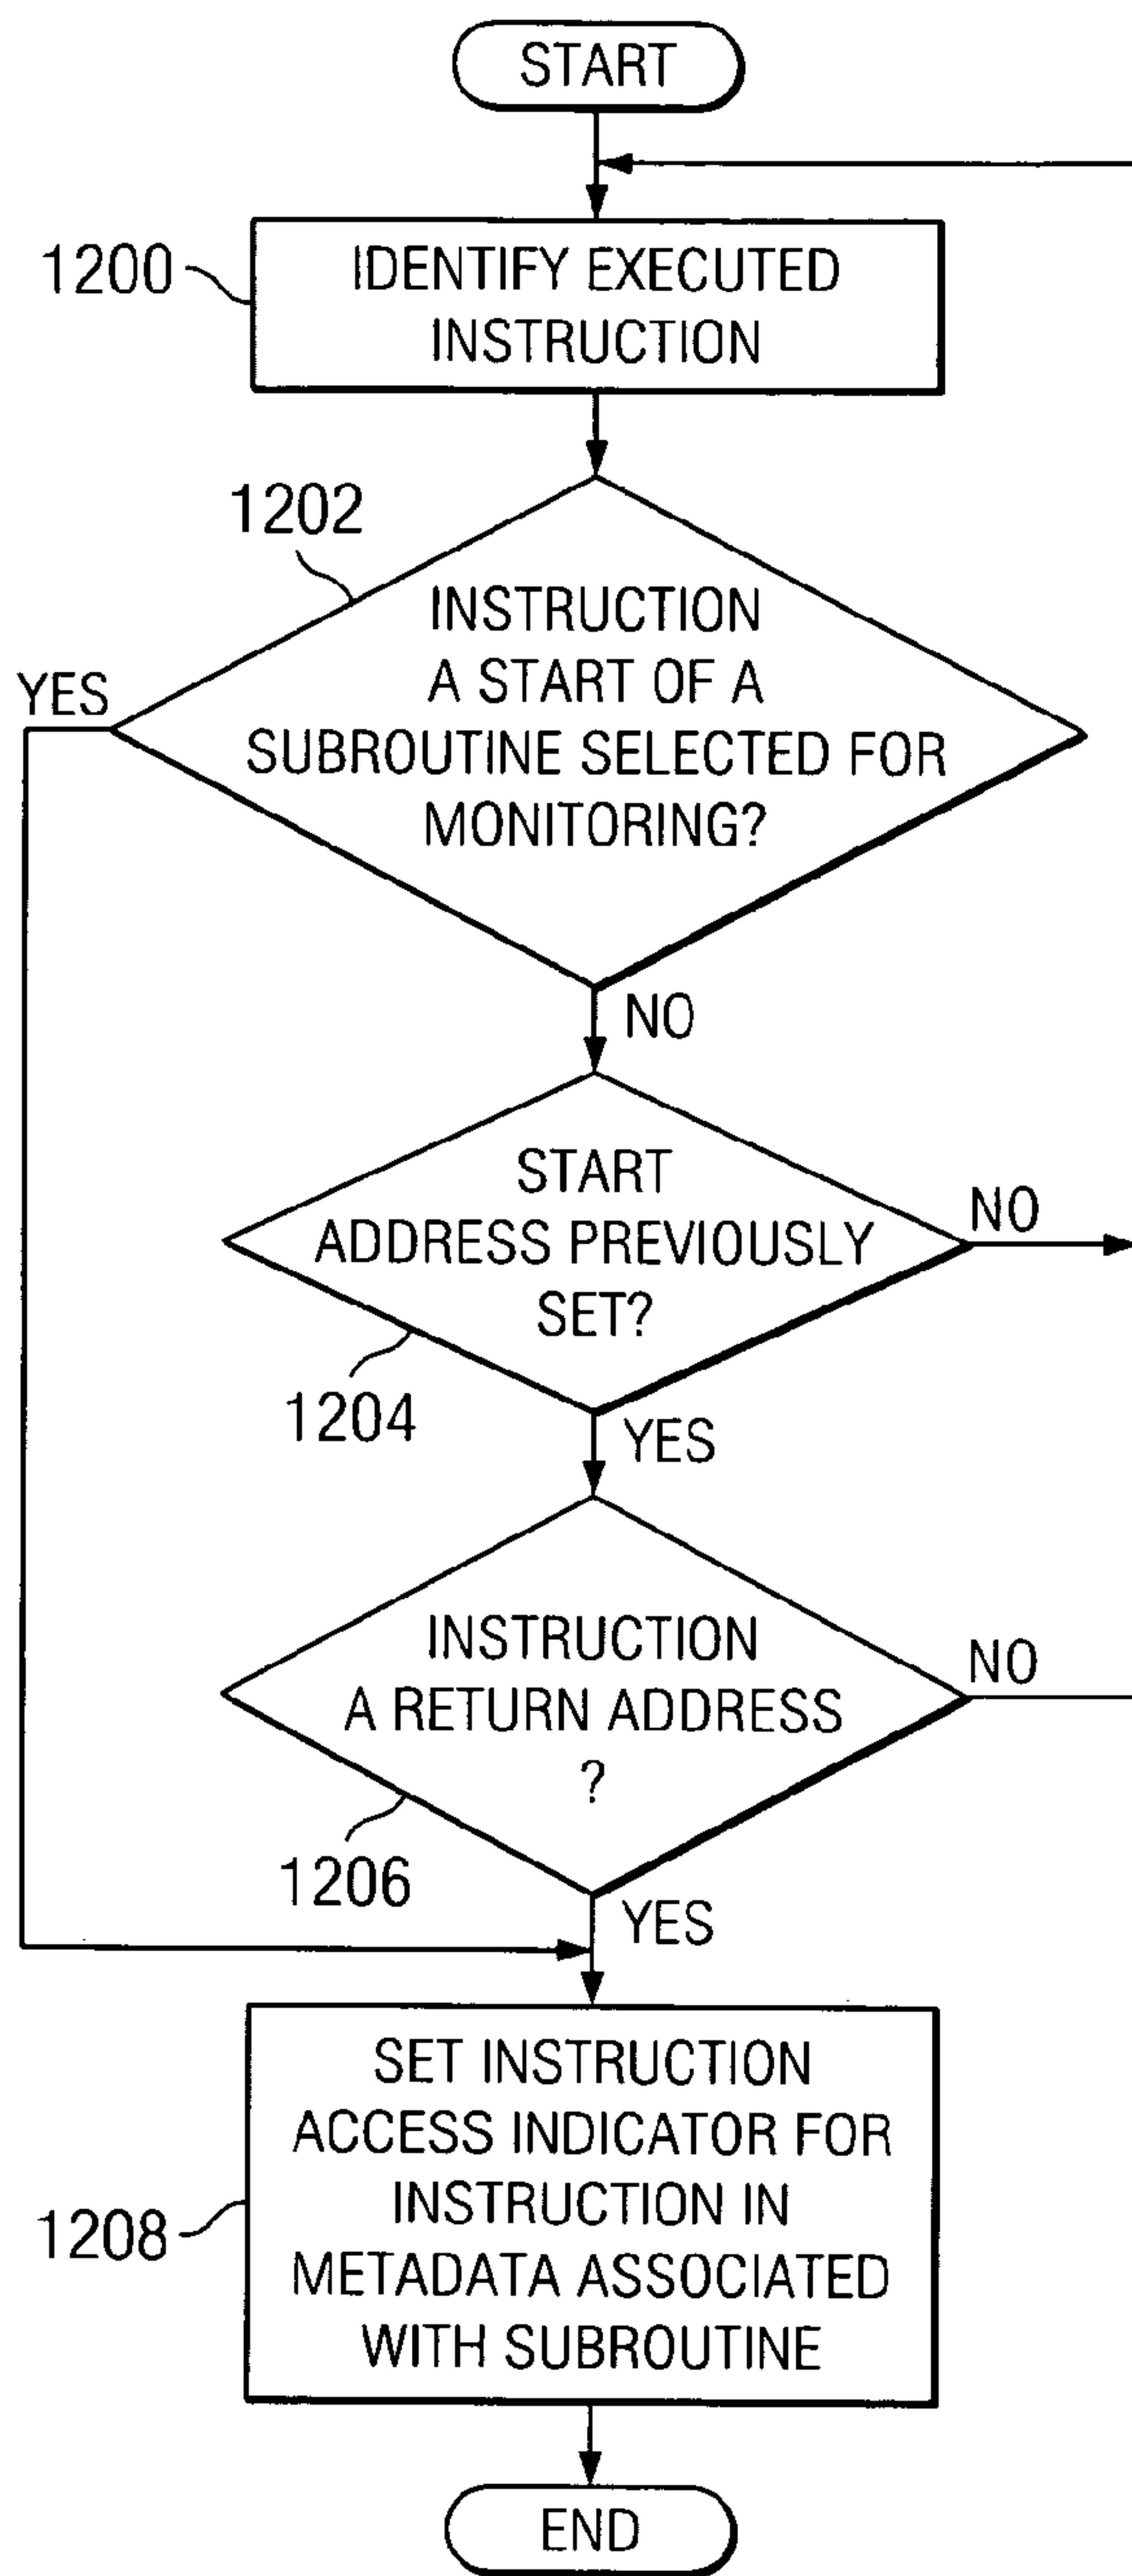 START
1200
IDENTIFY EXECUTED
INSTRUCTION
1202
INSTRUCTION
A START OF A
SUBROUTINE SELECTED FOR
MONITORING?
YES
NO
START
ADDRESS PREVIOUSLY
SET?
NO
1204
YES
INSTRUCTION
A RETURN ADDRESS
?
NO
1206
YES
SET INSTRUCTION
ACCESS INDICATOR FOR
INSTRUCTION IN
METADATA ASSOCIATED
WITH SUBROUTINE
1208
END